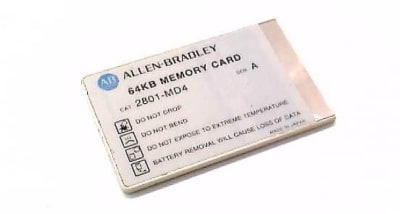 AB ALLEN-BRADLEY
64KB MEMORY CARD
CAT 2801-MD4 SER A
DO NOT DROP
DO NOT BEND
DO NOT EXPOSE TO EXTREME TEMPERATURE
BATTERY REMOVAL WILL CAUSE LOSS OF DATA
MADE IN JAPAN